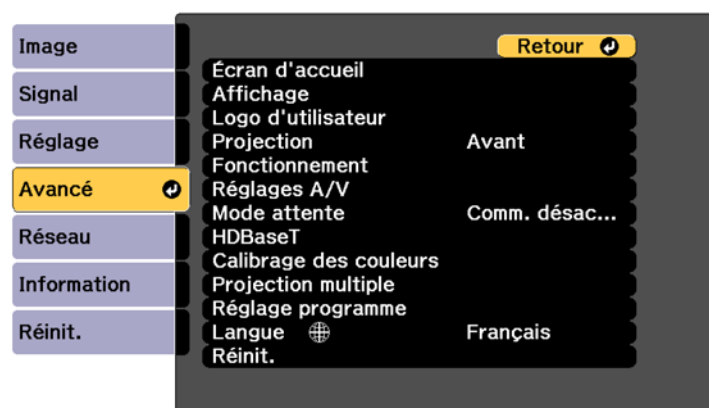 Image
Signal
Réglage
Avancé
Réseau
Information
Réinit.
Retour
Écran d'accueil
Affichage
Logo d'utilisateur
Projection Avant
Fonctionnement
Réglages A/V
Mode attente Comm. désac...
HDBaseT
Calibrage des couleurs
Projection multiple
Réglage programme
Langue Français
Réinit.